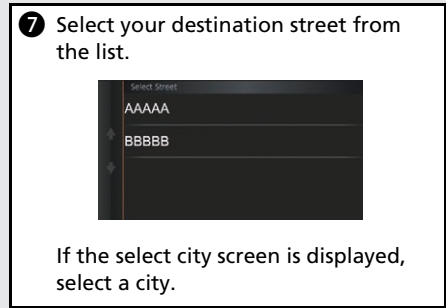 7 Select your destination street from
the list.
Select Street
AAAAA
BBBBB
If the select city screen is displayed,
select a city.